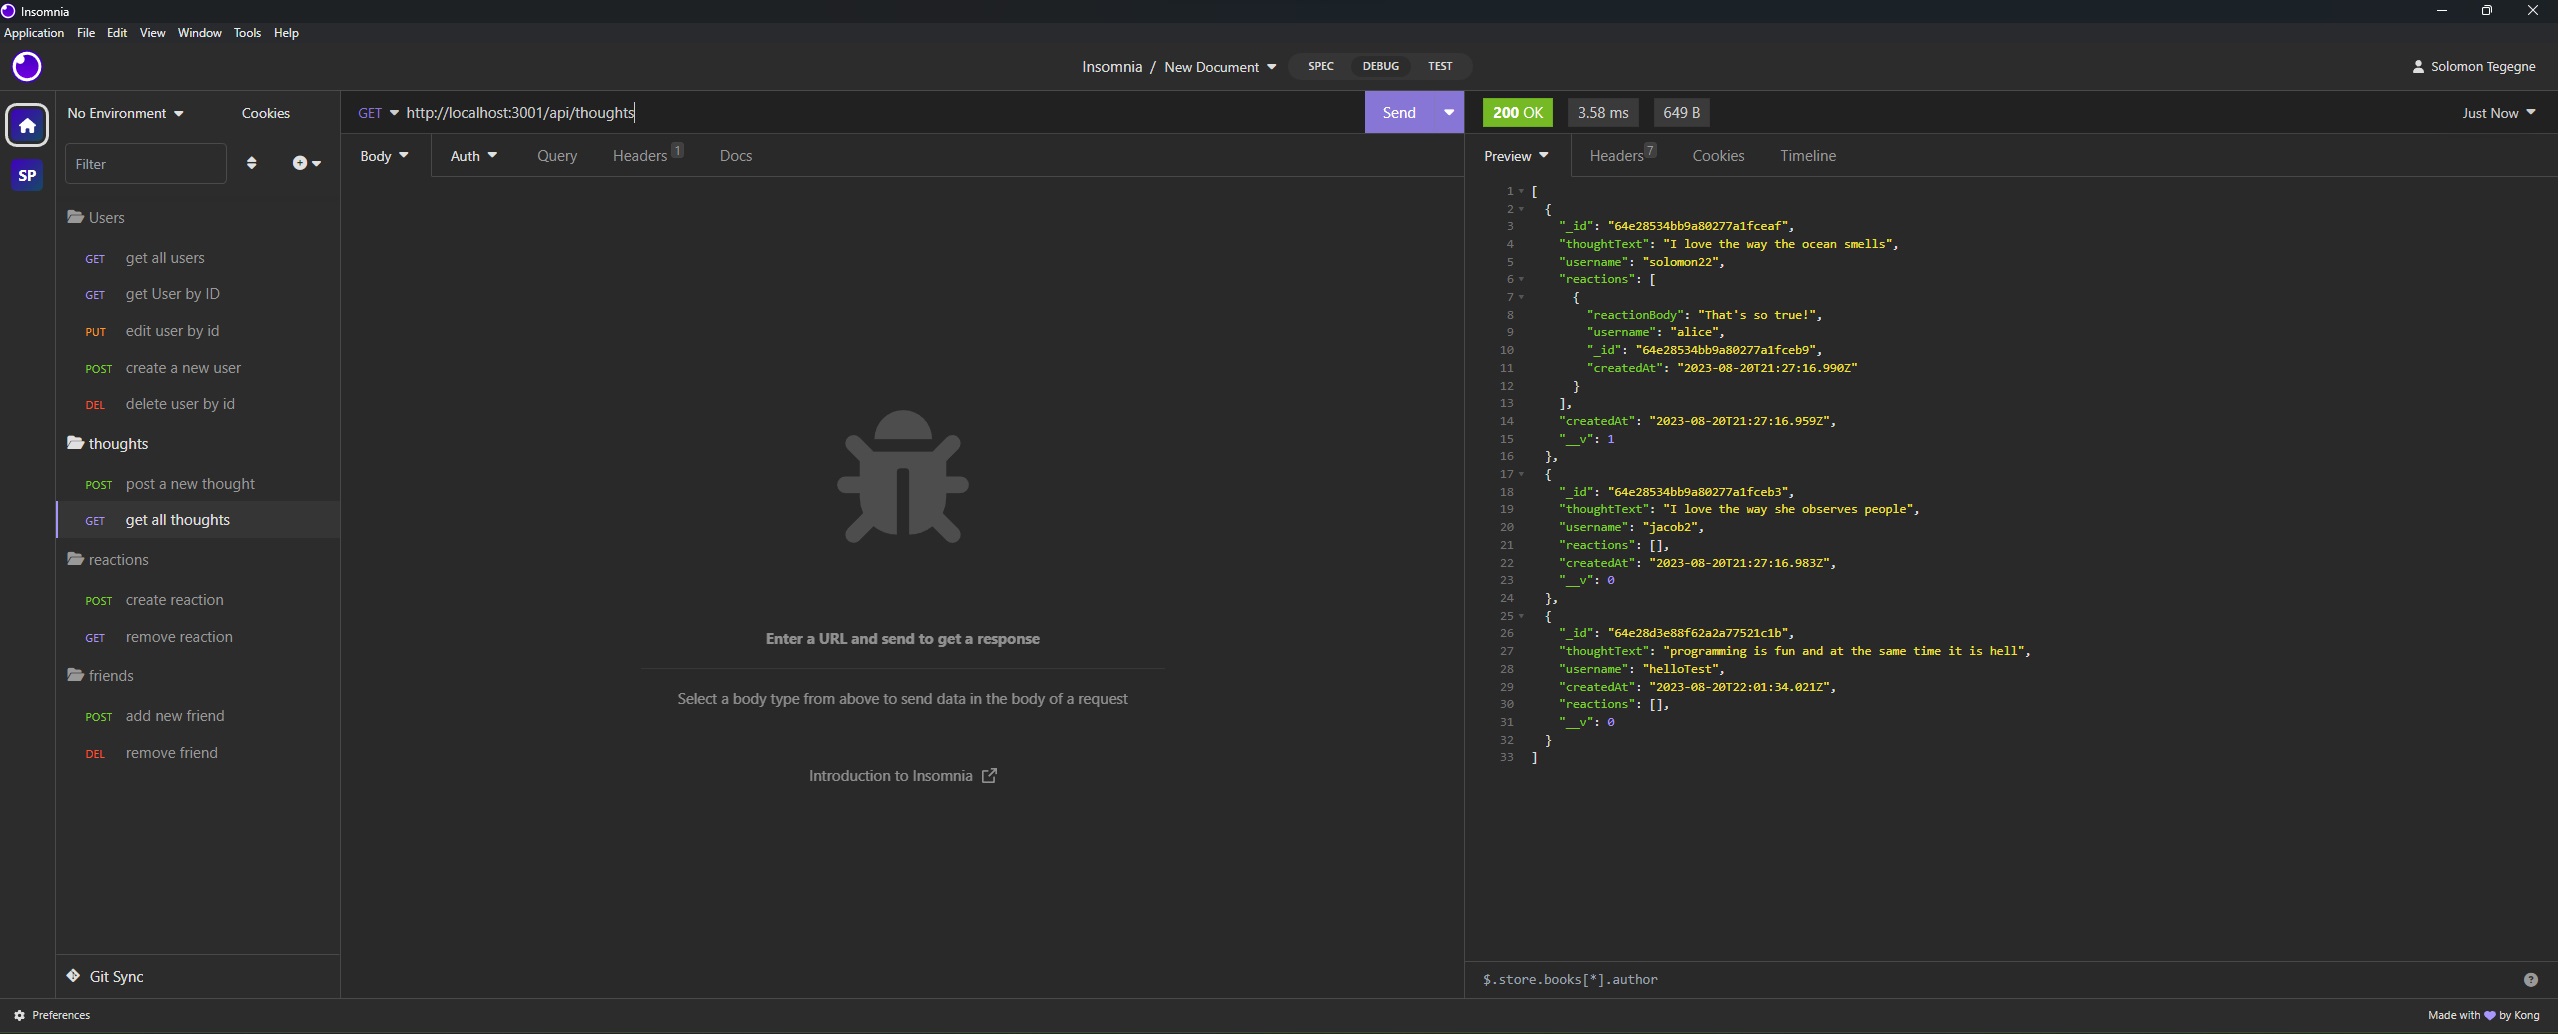 Insomnia
Application File Edit View Window Tools Help
Insomnia / New Document SPEC DEBUG TEST
Solomon Tegegne
No Environment Cookies
GET http://localhost:3001/api/thoughts
Send
200 OK 3.58 ms 649 B
Just Now
SP
Filter
Body Auth Query Headers 1 Docs
Preview Headers 7 Cookies Timeline
Users
GET get all users
GET get User by ID
PUT edit user by id
POST create a new user
DEL delete user by id
thoughts
POST post a new thought
GET get all thoughts
reactions
POST create reaction
GET remove reaction
friends
POST add new friend
DEL remove friend
Git Sync
Enter a URL and send to get a response
Select a body type from above to send data in the body of a request
Introduction to Insomnia
1 [
2 {
3 "_id": "64e28534bb9a80277a1fceaf",
4 "thoughtText": "I love the way the ocean smells",
5 "username": "solomon22",
6 "reactions": [
7 {
8 "reactionBody": "That's so true!",
9 "username": "alice",
10 "_id": "64e28534bb9a80277a1fceb9",
11 "createdAt": "2023-08-20T21:27:16.990Z"
12 }
13 ],
14 "createdAt": "2023-08-20T21:27:16.959Z",
15 "__v": 1
16 },
17 {
18 "_id": "64e28534bb9a80277a1fceb3",
19 "thoughtText": "I love the way she observes people",
20 "username": "jacob2",
21 "reactions": [],
22 "createdAt": "2023-08-20T21:27:16.983Z",
23 "__v": 0
24 },
25 {
26 "_id": "64e28d3e88f62a2a77521c1b",
27 "thoughtText": "programming is fun and at the same time it is hell",
28 "username": "helloTest",
29 "createdAt": "2023-08-20T22:01:34.021Z",
30 "reactions": [],
31 "__v": 0
32 }
33 ]
$.store.books[*].author
?
Preferences
Made with 💜 by Kong